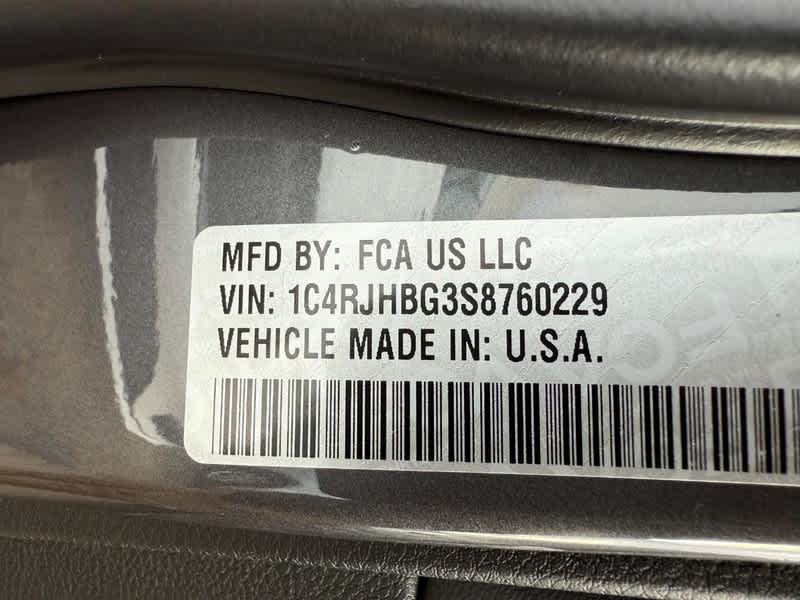 MFD BY: FCA US LLC
VIN: 1C4RJHBG3S8760229
VEHICLE MADE IN: U.S.A.